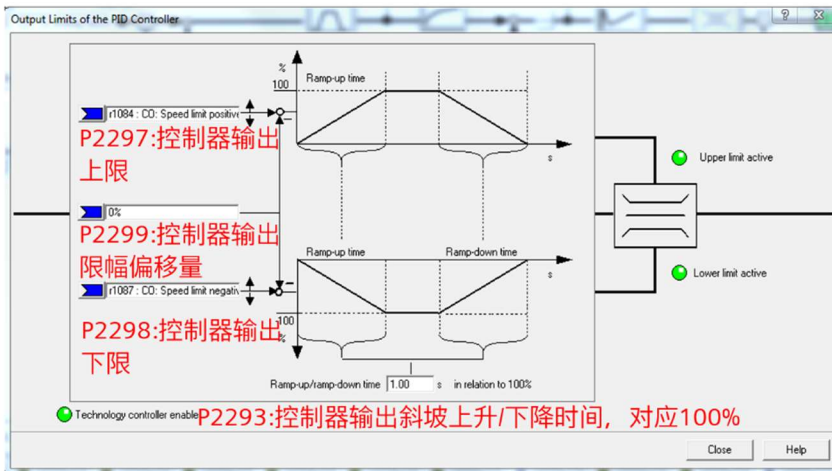 Output Limits of the PID Controller
%
Ramp-up time
100
r1084 : CO: Speed limit positive
P2297:控制器输出
上限
s
Upper limit active
0%
P2299:控制器输出
限幅偏移量
Ramp-up time
Ramp-down time
s
r1087 : CO: Speed limit negativ
Lower limit active
P2298:控制器输出
下限
100
%
Ramp-up/ramp-down time 1.00 s in relation to 100%
Technology controller enable
P2293:控制器输出斜坡上升/下降时间，对应100%
Close
Help